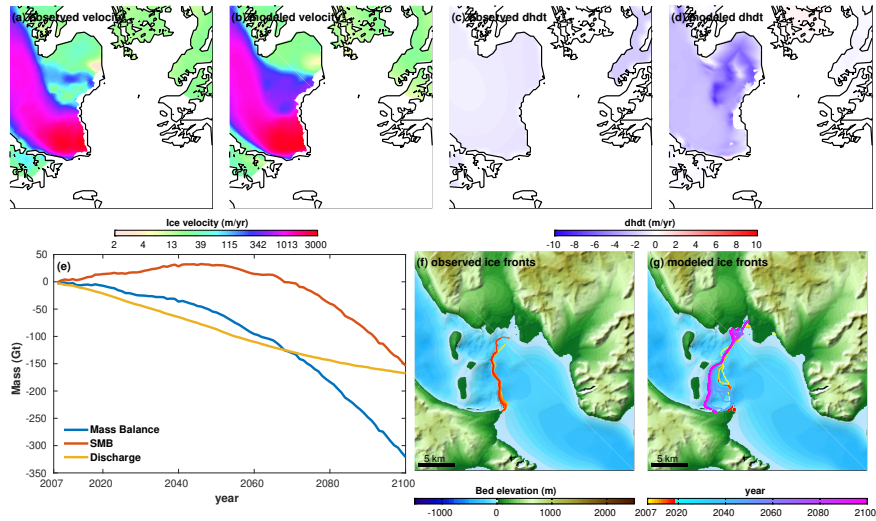 (a) observed velocity
(b) modeled velocity
(c) observed dhdt
(d) modeled dhdt
Ice velocity (m/yr)
2 4 13 39 115 342 1013 3000
dhdt (m/yr)
-10 -8 -6 -4 -2 0 2 4 6 8 10
(e)
50
0
-50
-100
-150
-200
-250
-300
-350
Mass (Gt)
Mass Balance
SMB
Discharge
2007 2020 2040 2060 2080 2100
year
(f) observed ice fronts
5 km
(g) modeled ice fronts
5 km
Bed elevation (m)
-1000 0 1000 2000
year
2007 2020 2040 2060 2080 2100